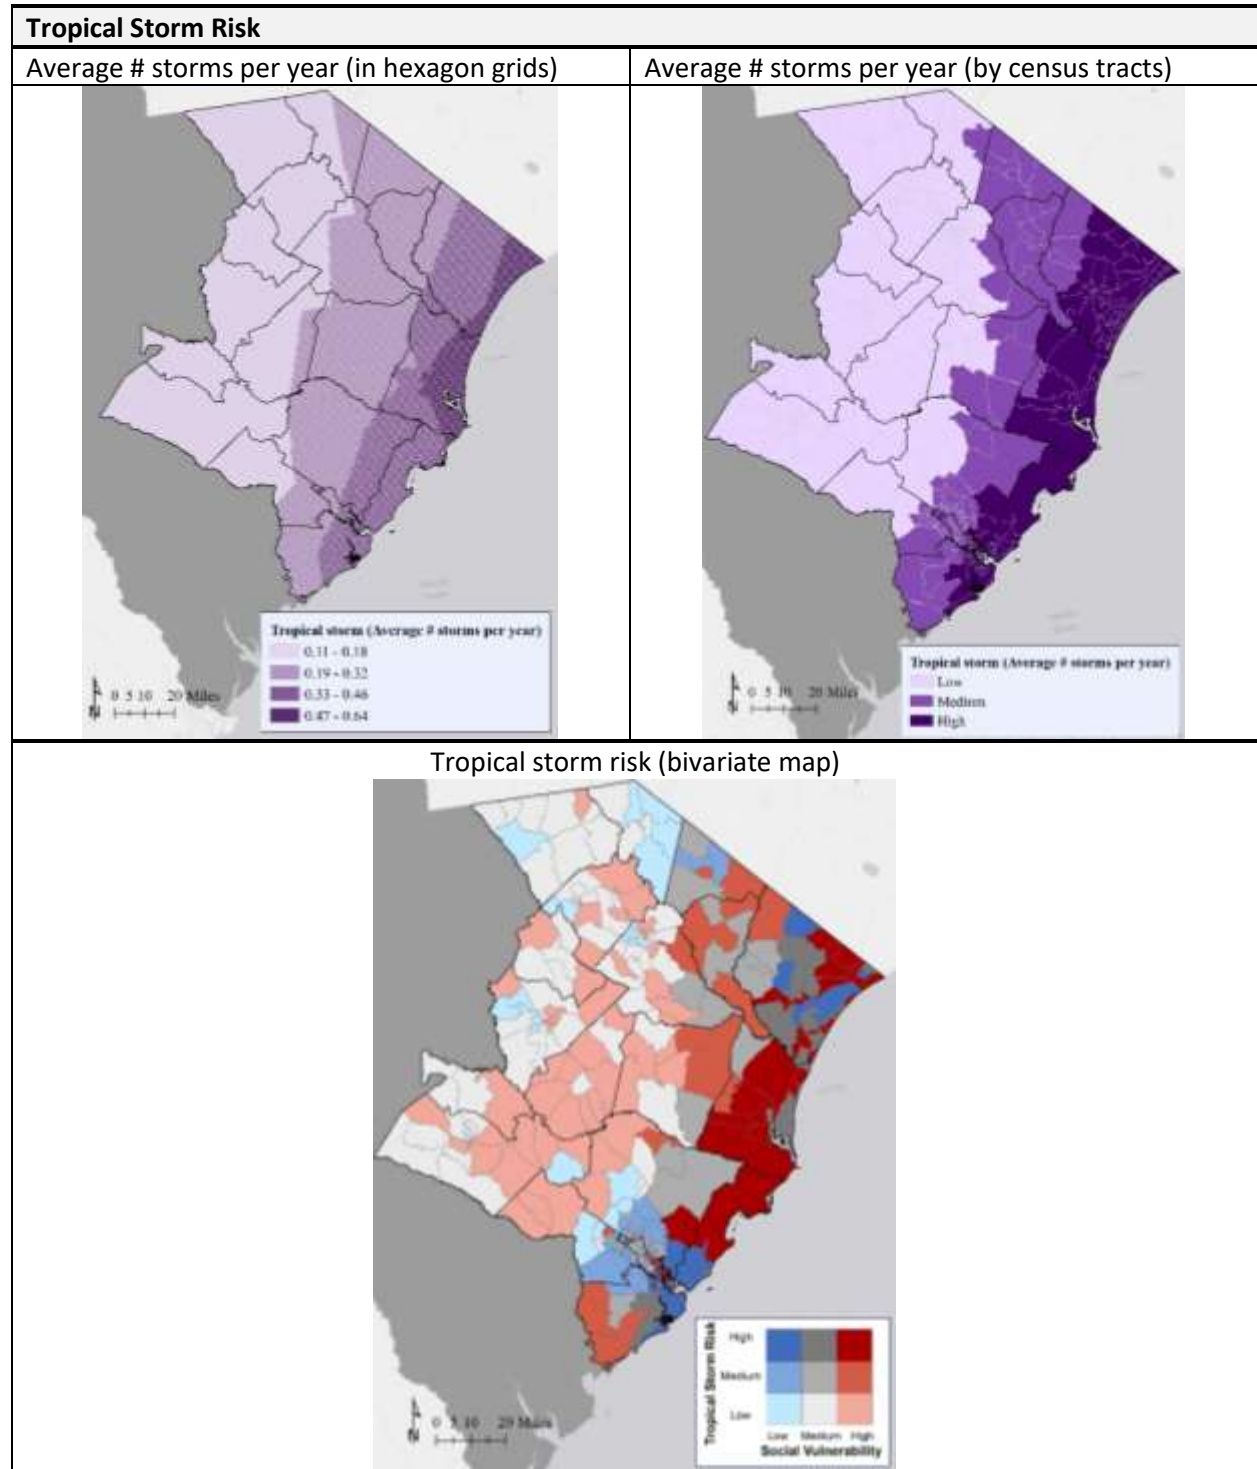 Tropical Storm Risk
Average # storms per year (in hexagon grids)
Average # storms per year (by census tracts)
Tropical storm (Average # storms per year)
0.11 - 0.18
0.19 - 0.32
0.33 - 0.46
0.47 - 0.64
N
0 5 10 20 Miles
Tropical storm (Average # storms per year)
Low
Medium
High
N
0 5 10 20 Miles
Tropical storm risk (bivariate map)
Tropical Storm Risk
High
Medium
Low
Low Medium High
Social Vulnerability
N
0 5 10 20 Miles